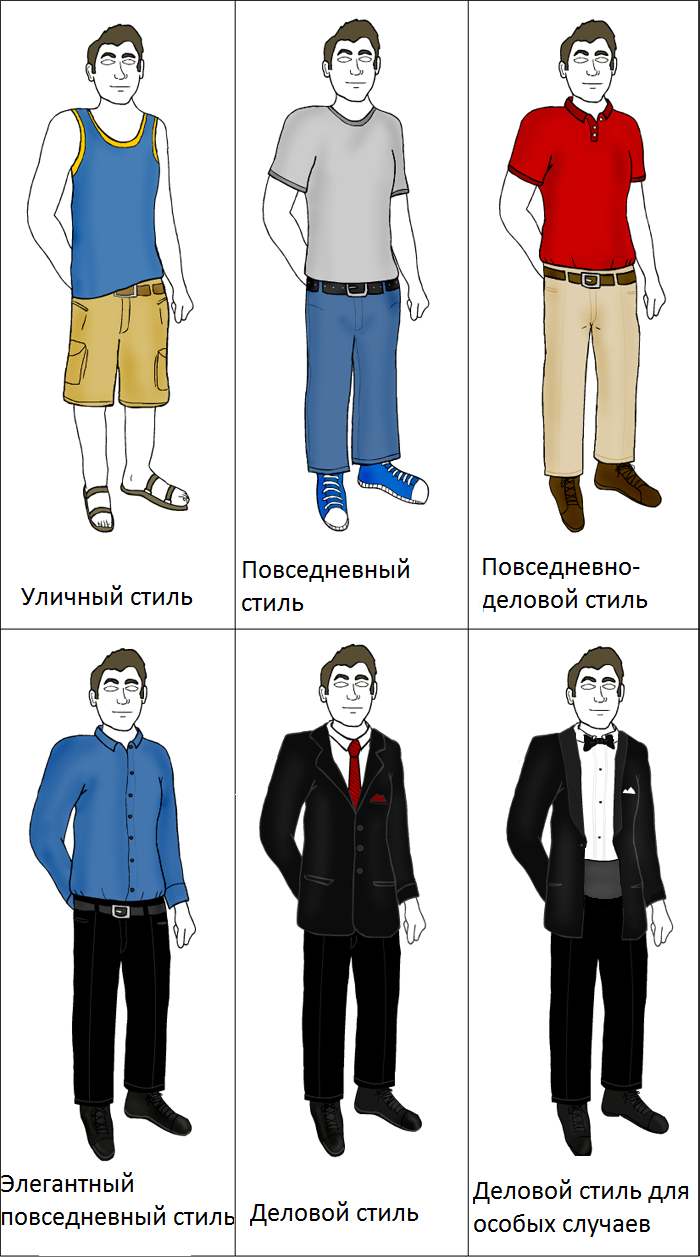 Уличный стиль
Повседневный
стиль
Повседневно-
деловой стиль
Элегантный
повседневный стиль
Деловой стиль
Деловой стиль для
особых случаев